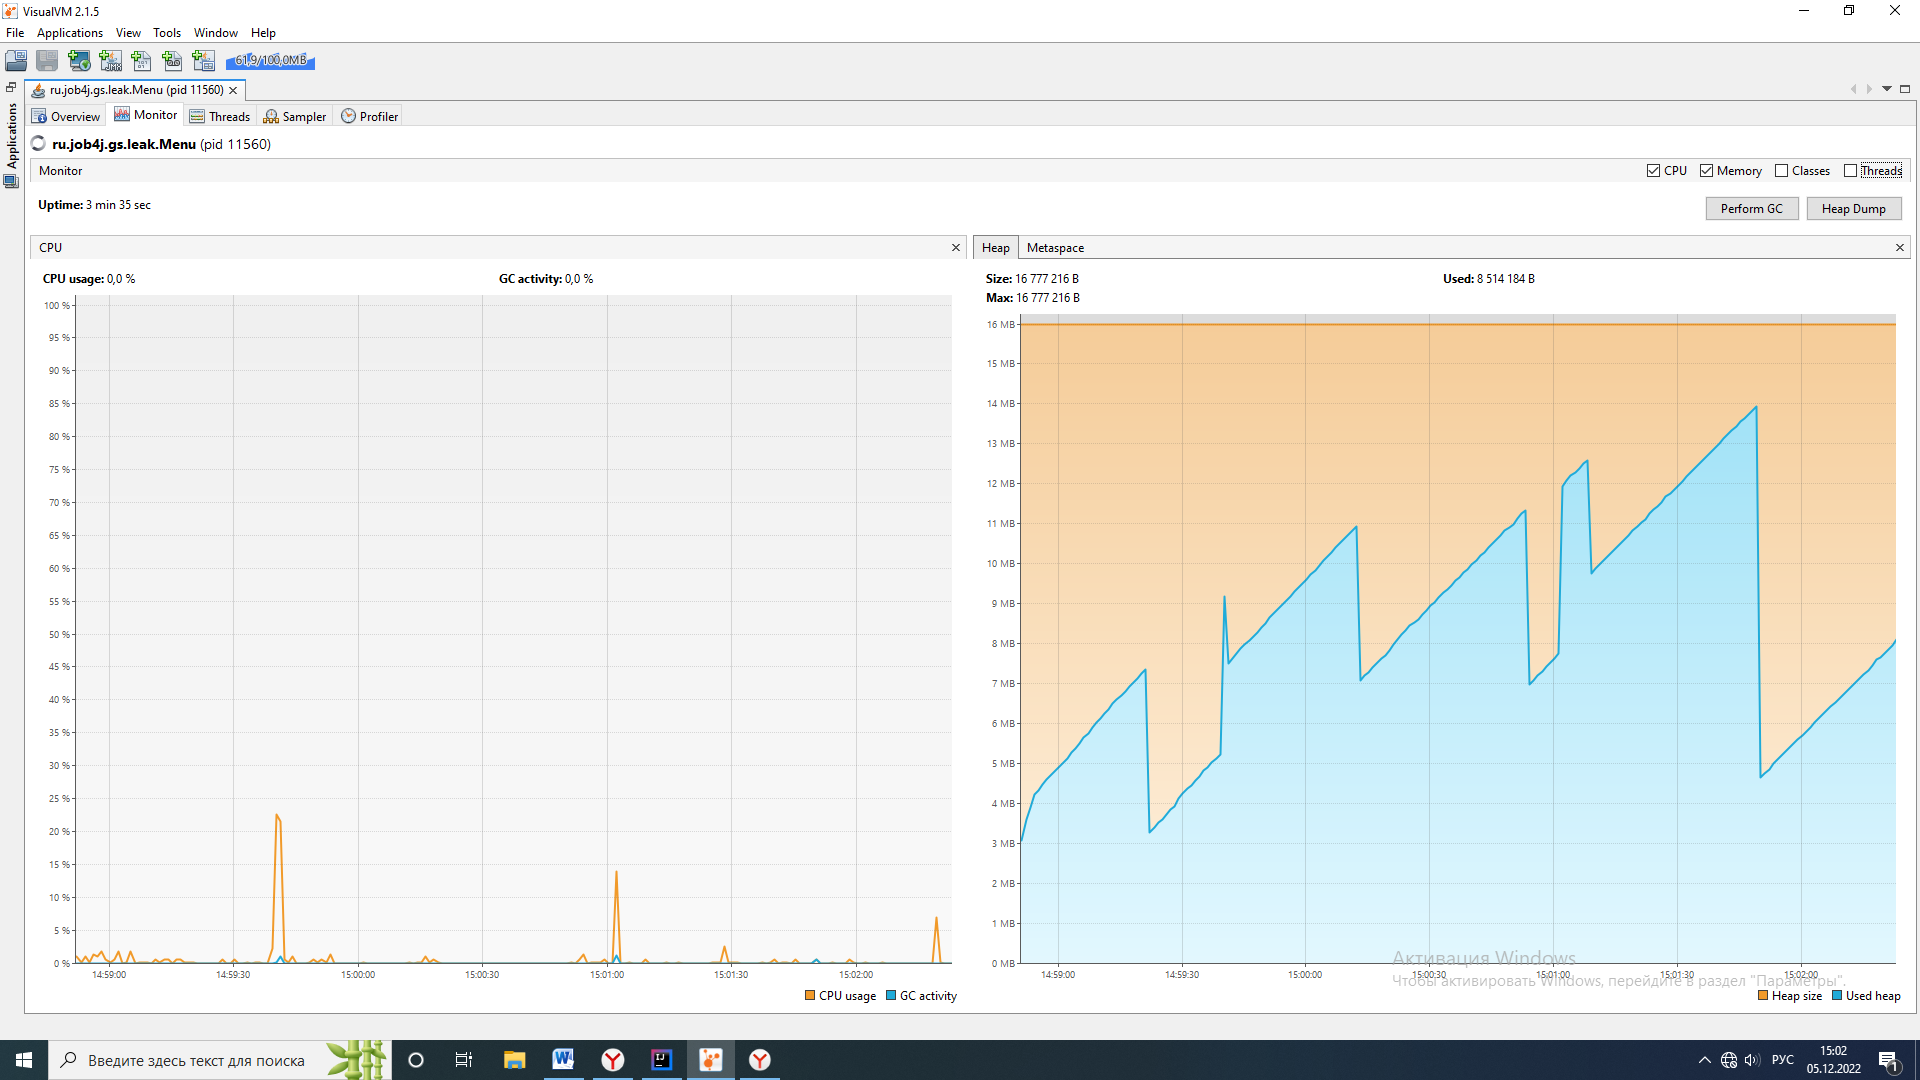 VisualVM 2.1.5
File Applications View Tools Window Help
61,9/100,0MB
Applications
ru.job4j.gs.leak.Menu (pid 11560)
Overview Monitor Threads Sampler Profiler
ru.job4j.gs.leak.Menu (pid 11560)
Monitor
CPU Memory Classes Threads
Uptime: 3 min 35 sec
Perform GC Heap Dump
CPU
CPU usage: 0,0 % GC activity: 0,0 %
100 %
95 %
90 %
85 %
80 %
75 %
70 %
65 %
60 %
55 %
50 %
45 %
40 %
35 %
30 %
25 %
20 %
15 %
10 %
5 %
0 %
14:59:00 14:59:30 15:00:00 15:00:30 15:01:00 15:01:30 15:02:00
CPU usage GC activity
Heap Metaspace
Size: 16 777 216 B Used: 8 514 184 B
Max: 16 777 216 B
16 MB
15 MB
14 MB
13 MB
12 MB
11 MB
10 MB
9 MB
8 MB
7 MB
6 MB
5 MB
4 MB
3 MB
2 MB
1 MB
0 MB
14:59:00 14:59:30 15:00:00 15:00:30 15:01:00 15:01:30 15:02:00
Heap size Used heap
Активация Windows
Чтобы активировать Windows, перейдите в раздел "Параметры".
Введите здесь текст для поиска
W
Y
IJ
Y
РУС
15:02
05.12.2022
1